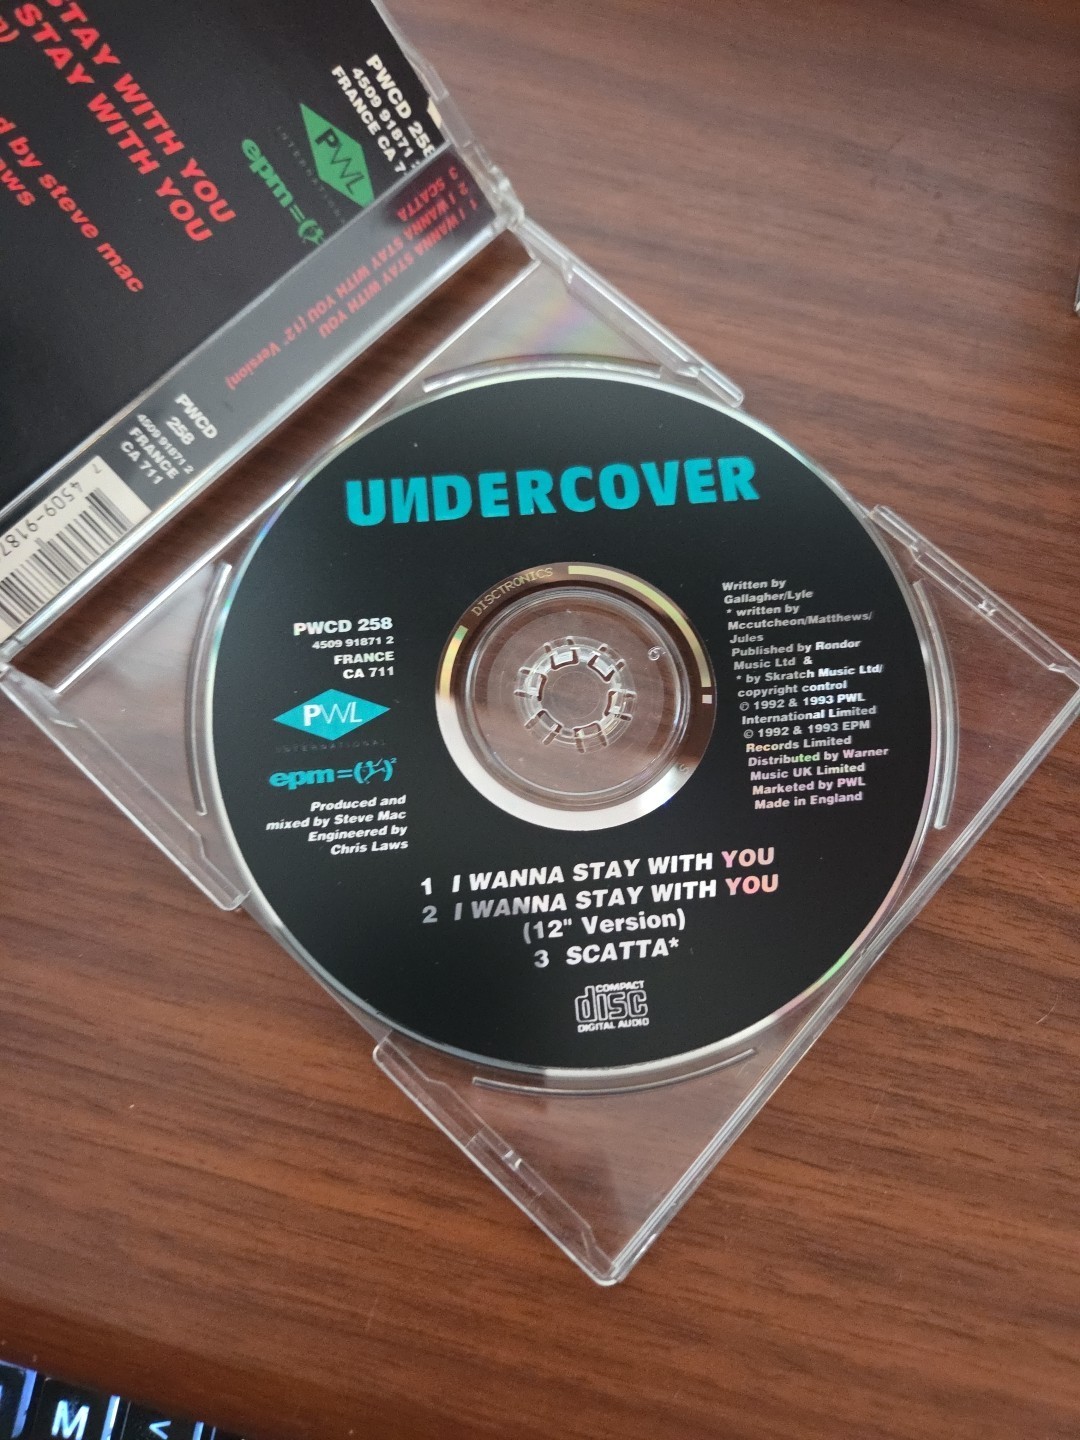 STAY WITH YOU
STAY WITH YOU
d by steve mac
aws
PWCD 258
4509 91871
FRANCE CA 7
PWL
INTERNATIONAL
epm=(
1 I WANNA STAY WITH YOU
2 I WANNA STAY WITH YOU (12" Version)
3 SCATTA
PWCD
258
4509 91871 2
FRANCE
CA 711
7
4509-9187
UNDERCOVER
DISCTRONICS
PWCD 258
4509 91871 2
FRANCE
CA 711
PWL
INTERNATIONAL
epm=( )²
Produced and
mixed by Steve Mac
Engineered by
Chris Laws
Written by
Gallagher/Lyle
* written by
Mccutcheon/Matthews/
Jules
Published by Rondor
Music Ltd &
* by Skratch Music Ltd/
copyright control
℗ 1992 & 1993 PWL
International Limited
© 1992 & 1993 EPM
Records Limited
Distributed by Warner
Music UK Limited
Marketed by PWL
Made in England
1 I WANNA STAY WITH YOU
2 I WANNA STAY WITH YOU
(12" Version)
3 SCATTA*
COMPACT
disc
DIGITAL AUDIO
M <